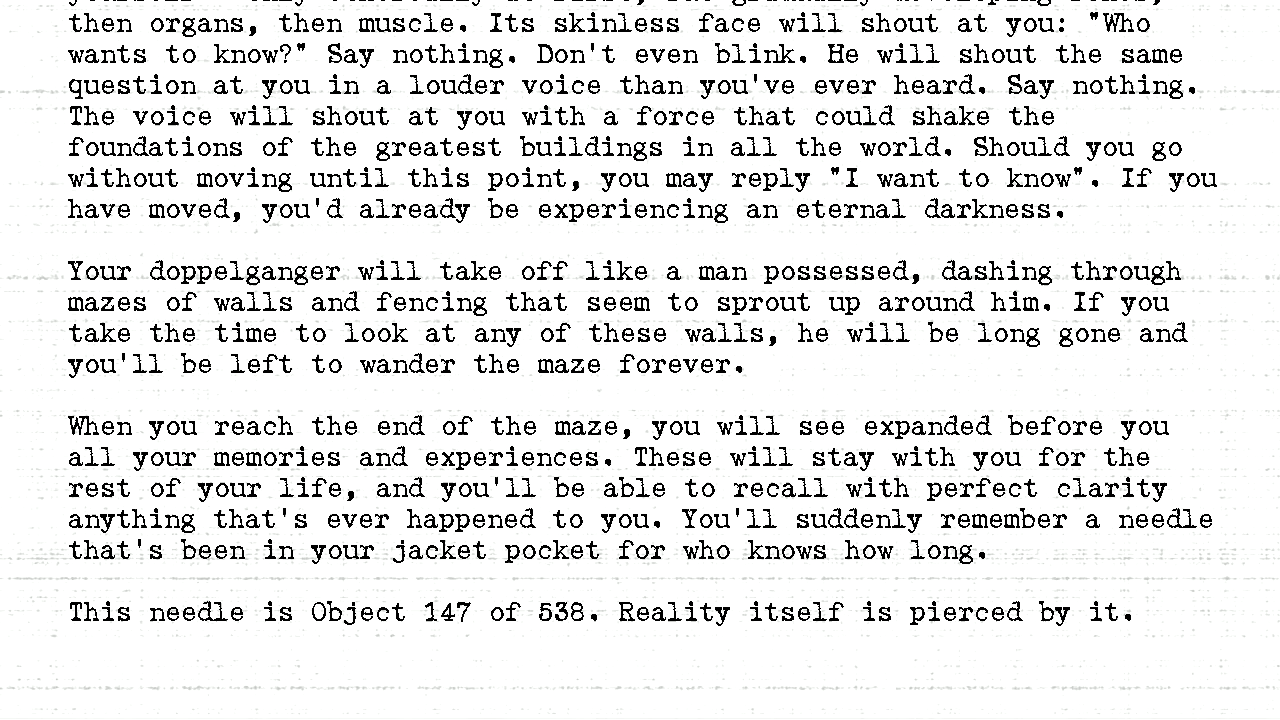 then organs, then muscle. Its skinless face will shout at you: "Who
wants to know?" Say nothing. Don't even blink. He will shout the same
question at you in a louder voice than you've ever heard. Say nothing.
The voice will shout at you with a force that could shake the
foundations of the greatest buildings in all the world. Should you go
without moving until this point, you may reply "I want to know". If you
have moved, you'd already be experiencing an eternal darkness.
Your doppelganger will take off like a man possessed, dashing through
mazes of walls and fencing that seem to sprout up around him. If you
take the time to look at any of these walls, he will be long gone and
you'll be left to wander the maze forever.
When you reach the end of the maze, you will see expanded before you
all your memories and experiences. These will stay with you for the
rest of your life, and you'll be able to recall with perfect clarity
anything that's ever happened to you. You'll suddenly remember a needle
that's been in your jacket pocket for who knows how long.
This needle is Object 147 of 538. Reality itself is pierced by it.